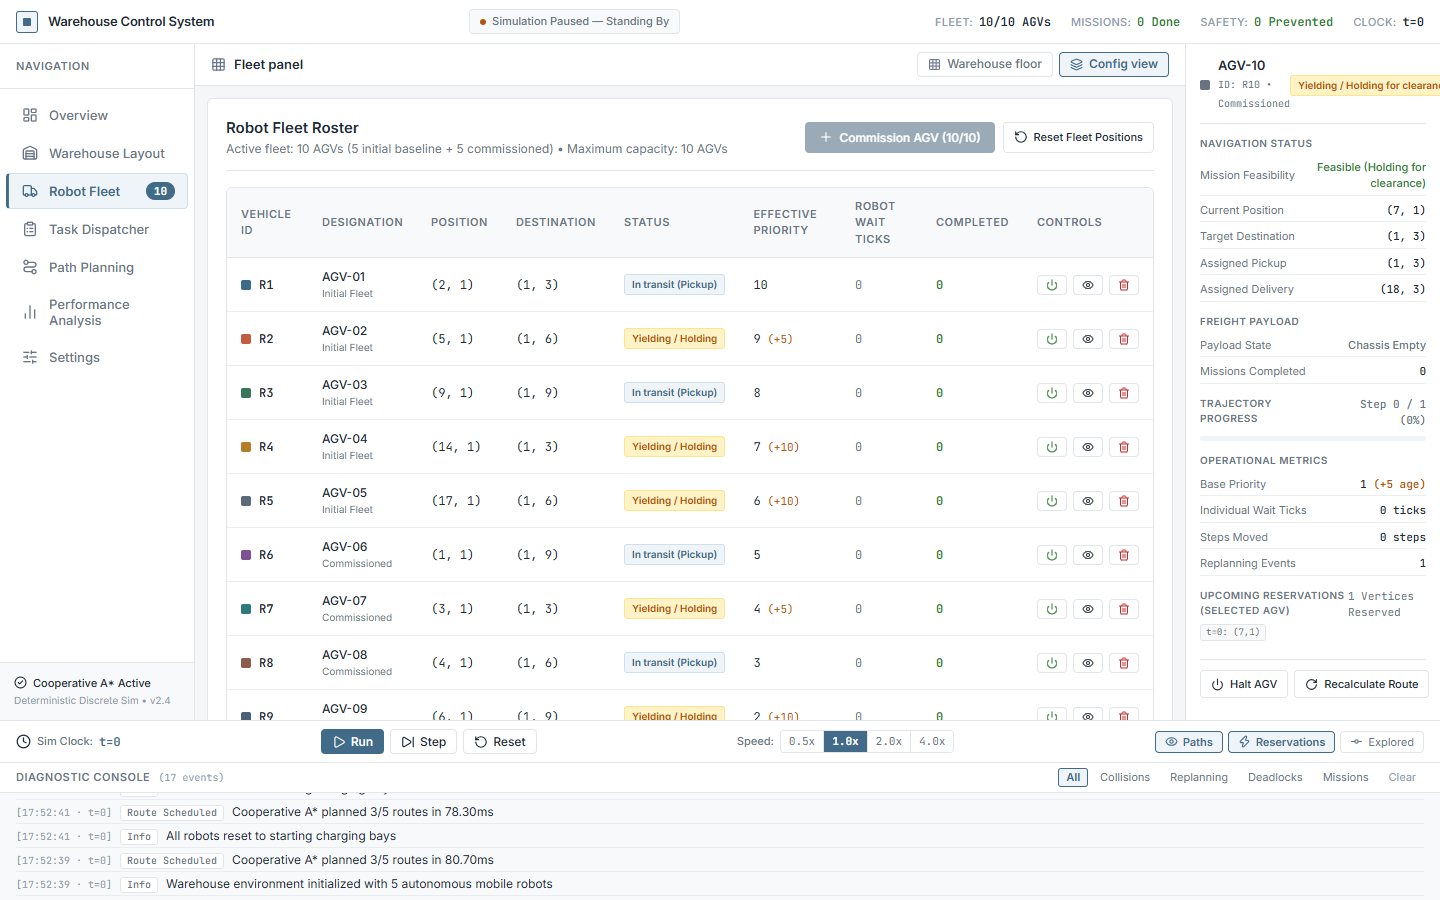 Warehouse Control System
Simulation Paused — Standing By
FLEET: 10/10 AGVs
MISSIONS: 0 Done
SAFETY: 0 Prevented
CLOCK: t=0
NAVIGATION
Overview
Warehouse Layout
Robot Fleet 10
Task Dispatcher
Path Planning
Performance
Analysis
Settings
Cooperative A* Active
Deterministic Discrete Sim • v2.4
Fleet panel
Warehouse floor
Config view
Robot Fleet Roster
Active fleet: 10 AGVs (5 initial baseline + 5 commissioned) • Maximum capacity: 10 AGVs
Commission AGV (10/10)
Reset Fleet Positions
VEHICLE ID DESIGNATION POSITION DESTINATION STATUS EFFECTIVE PRIORITY ROBOT WAIT TICKS COMPLETED CONTROLS
R1 AGV-01 (2, 1) (1, 3) In transit (Pickup) 10 0 0
Initial Fleet
R2 AGV-02 (5, 1) (1, 6) Yielding / Holding 9 (+5) 0 0
Initial Fleet
R3 AGV-03 (9, 1) (1, 9) In transit (Pickup) 8 0 0
Initial Fleet
R4 AGV-04 (14, 1) (1, 3) Yielding / Holding 7 (+10) 0 0
Initial Fleet
R5 AGV-05 (17, 1) (1, 6) Yielding / Holding 6 (+10) 0 0
Initial Fleet
R6 AGV-06 (1, 1) (1, 9) In transit (Pickup) 5 0 0
Commissioned
R7 AGV-07 (3, 1) (1, 3) Yielding / Holding 4 (+5) 0 0
Commissioned
R8 AGV-08 (4, 1) (1, 6) In transit (Pickup) 3 0 0
Commissioned
R9 AGV-09 (6, 1) (1, 9) Yielding / Holding 2 (+10) 0 0
AGV-10
ID: R10 •
Commissioned
Yielding / Holding for clearanc
NAVIGATION STATUS
Mission Feasibility Feasible (Holding for
clearance)
Current Position (7, 1)
Target Destination (1, 3)
Assigned Pickup (1, 3)
Assigned Delivery (18, 3)
FREIGHT PAYLOAD
Payload State Chassis Empty
Missions Completed 0
TRAJECTORY PROGRESS Step 0 / 1 (0%)
OPERATIONAL METRICS
Base Priority 1 (+5 age)
Individual Wait Ticks 0 ticks
Steps Moved 0 steps
Replanning Events 1
UPCOMING RESERVATIONS (SELECTED AGV) 1 Vertices Reserved
t=0: (7,1)
Halt AGV
Recalculate Route
Sim Clock: t=0
Run
Step
Reset
Speed: 0.5x 1.0x 2.0x 4.0x
Paths
Reservations
Explored
DIAGNOSTIC CONSOLE (17 events)
All Collisions Replanning Deadlocks Missions Clear
[17:52:41 · t=0] Route Scheduled Cooperative A* planned 3/5 routes in 78.30ms
[17:52:41 · t=0] Info All robots reset to starting charging bays
[17:52:39 · t=0] Route Scheduled Cooperative A* planned 3/5 routes in 80.70ms
[17:52:39 · t=0] Info Warehouse environment initialized with 5 autonomous mobile robots